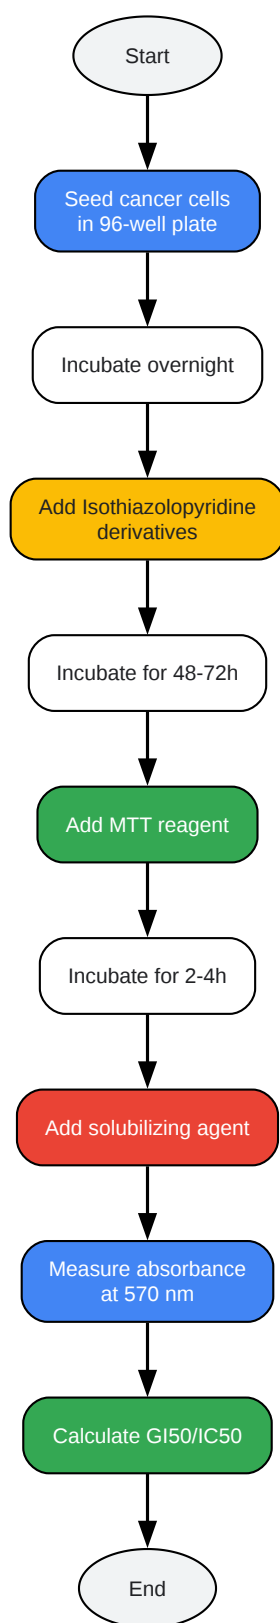 Start
Seed cancer cells
in 96-well plate
Incubate overnight
Add Isothiazolopyridine
derivatives
Incubate for 48-72h
Add MTT reagent
Incubate for 2-4h
Add solubilizing agent
Measure absorbance
at 570 nm
Calculate GI50/IC50
End